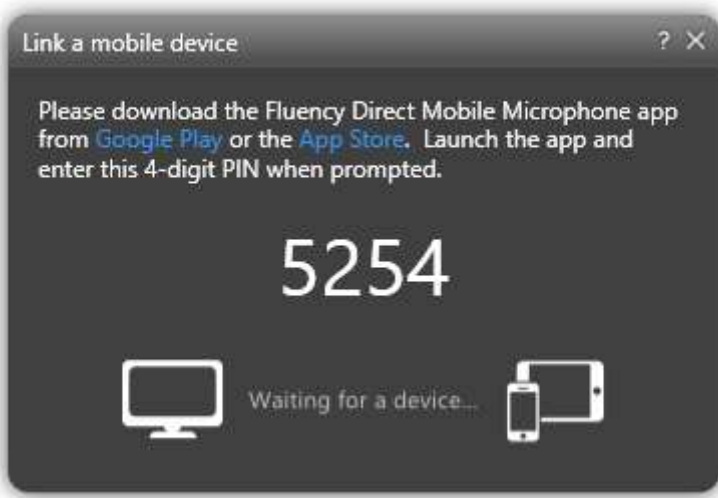 Link a mobile device ?
Please download the Fluency Direct Mobile Microphone app
from Google Play or the App Store. Launch the app and
enter this 4-digit PIN when prompted.
5254
Waiting for a device...